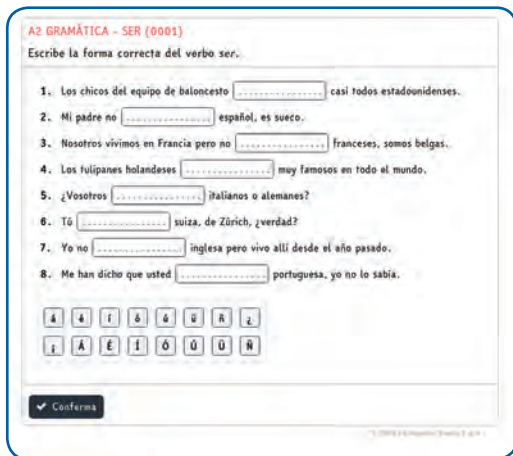 A2 GRAMÁTICA - SER (0001)
Escribe la forma correcta del verbo ser.
1. Los chicos del equipo de baloncesto ................ casi todos estadounidenses.
2. Mi padre no ................ español, es sueco.
3. Nosotros vivimos en Francia pero no ................ franceses, somos belgas.
4. Los tulipanes holandeses ................ muy famosos en todo el mundo.
5. ¿Vosotros ................ italianos o alemanes?
6. Tú ................ suiza, de Zürich, ¿verdad?
7. Yo no ................ inglesa pero vivo allí desde el año pasado.
8. Me han dicho que usted ................ portuguesa, yo no lo sabía.
á é í ó ú ü ñ ¿
¡ Á É Í Ó Ú Ü Ñ
✔ Conferma